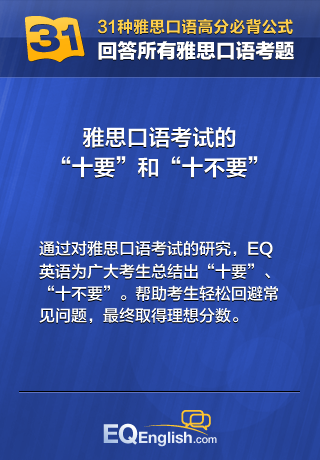 31
31种雅思口语高分必背公式
回答所有雅思口语考题
雅思口语考试的
“十要”和“十不要”
通过对雅思口语考试的研究，EQ
英语为广大考生总结出“十要”、
“十不要”。帮助考生轻松回避常
见问题，最终取得理想分数。
EQEnglish.com